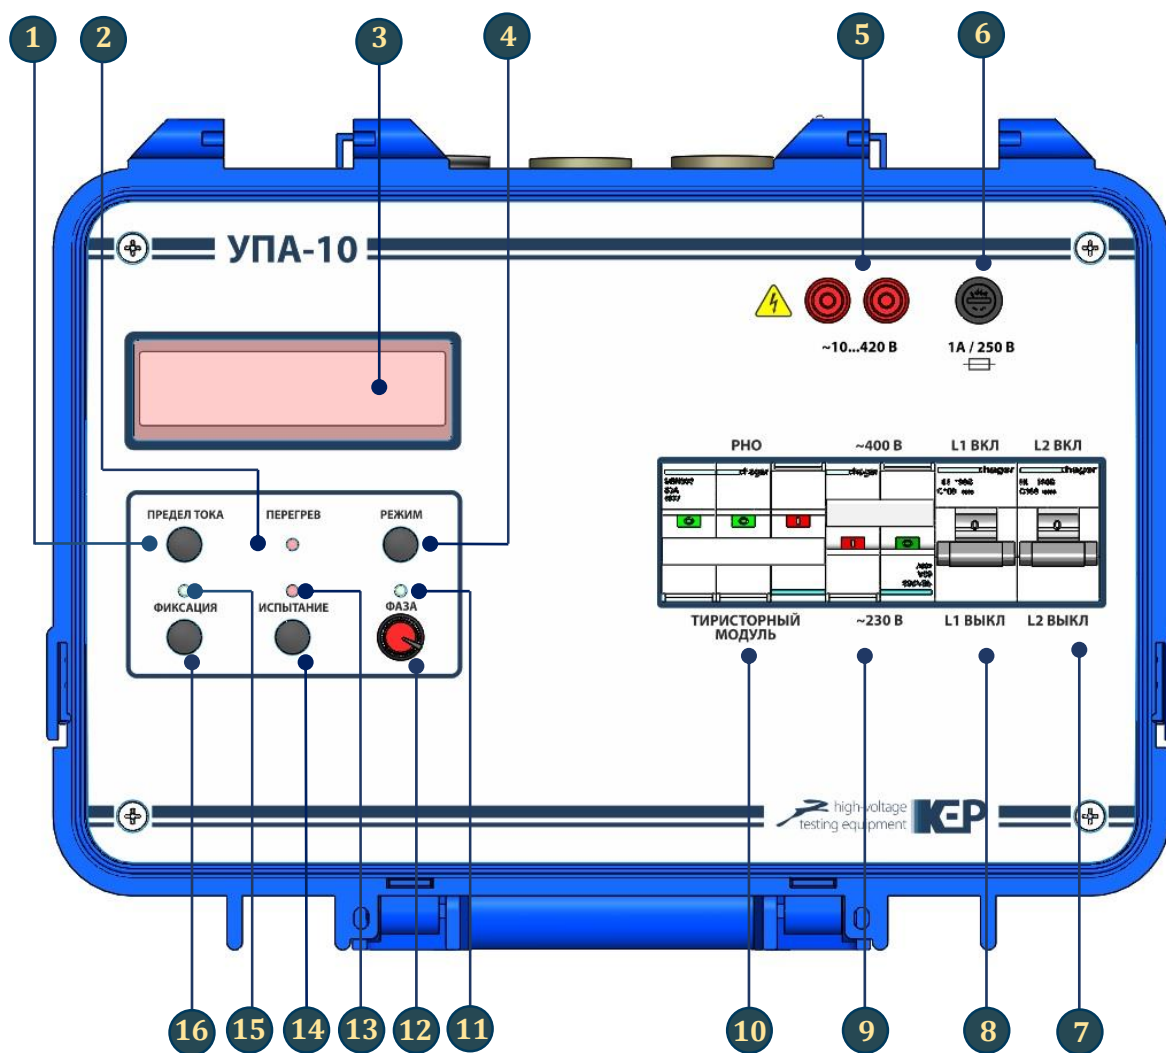 1 2 3 4 5 6
УПА-10
~10...420 В
1А / 250 В
РНО ~400 В L1 ВКЛ L2 ВКЛ
ПРЕДЕЛ ТОКА ПЕРЕГРЕВ РЕЖИМ
ФИКСАЦИЯ ИСПЫТАНИЕ ФАЗА
ТИРИСТОРНЫЙ
МОДУЛЬ
~230 В L1 ВЫКЛ L2 ВЫКЛ
high-voltage
testing equipment
КЕР
16 15 14 13 12 11 10 9 8 7